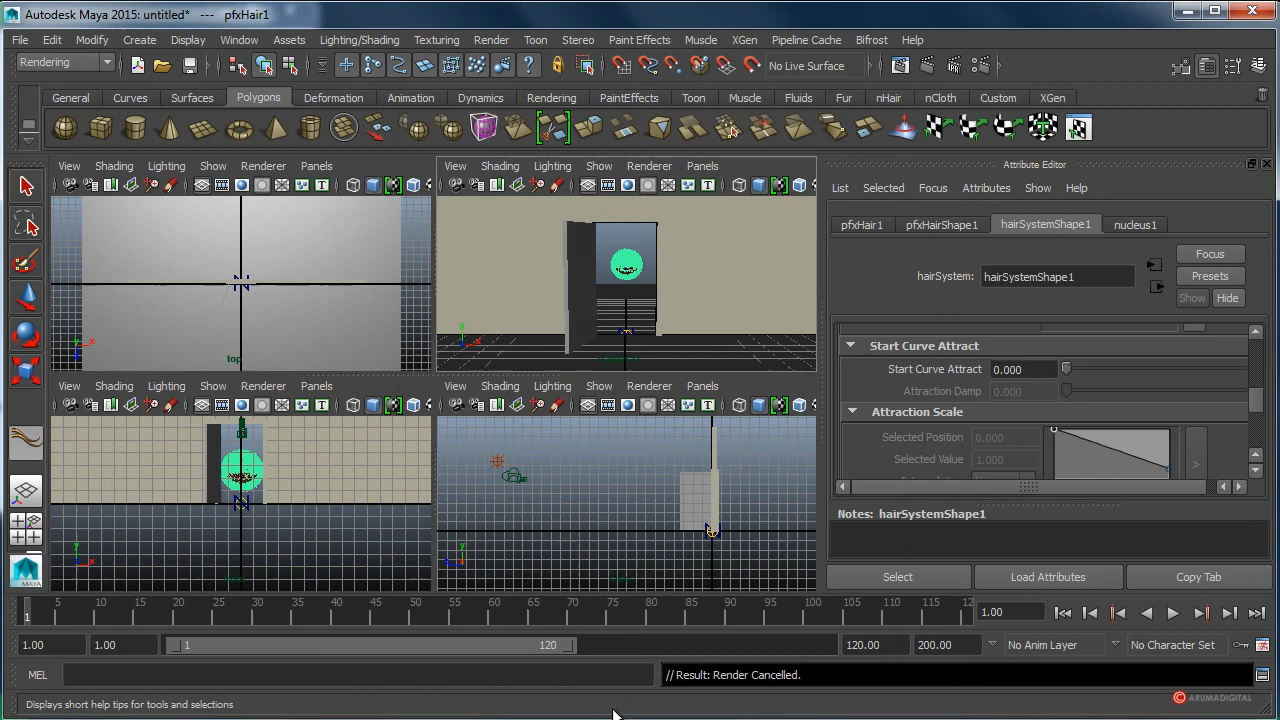 Autodesk Maya 2015: untitled* --- pfxHair1
File Edit Modify Create Display Window Assets Lighting/Shading Texturing Render Toon Stereo Paint Effects Muscle XGen Pipeline Cache Bifrost Help
Rendering No Live Surface
General Curves Surfaces Polygons Deformation Animation Dynamics Rendering PaintEffects Toon Muscle Fluids Fur nHair nCloth Custom XGen
View Shading Lighting Show Renderer Panels
View Shading Lighting Show Renderer Panels
Attribute Editor
List Selected Focus Attributes Show Help
pfxHair1 pfxHairShape1 hairSystemShape1 nucleus1
Focus
hairSystem: hairSystemShape1 Presets
Show Hide
Start Curve Attract
Start Curve Attract 0.000
Attraction Damp 0.000
Attraction Scale
Selected Position 0.000
Selected Value 1.000
top
View Shading Lighting Show Renderer Panels
View Shading Lighting Show Renderer Panels
Notes: hairSystemShape1
Select Load Attributes Copy Tab
MAYA
5 10 15 20 25 30 35 40 45 50 55 60 65 70 75 80 85 90 95 100 105 110 115 12
1 1.00
1.00 1.00 1 120 120.00 200.00 No Anim Layer No Character Set
MEL // Result: Render Cancelled.
Displays short help tips for tools and selections
© ARUMADIGITAL